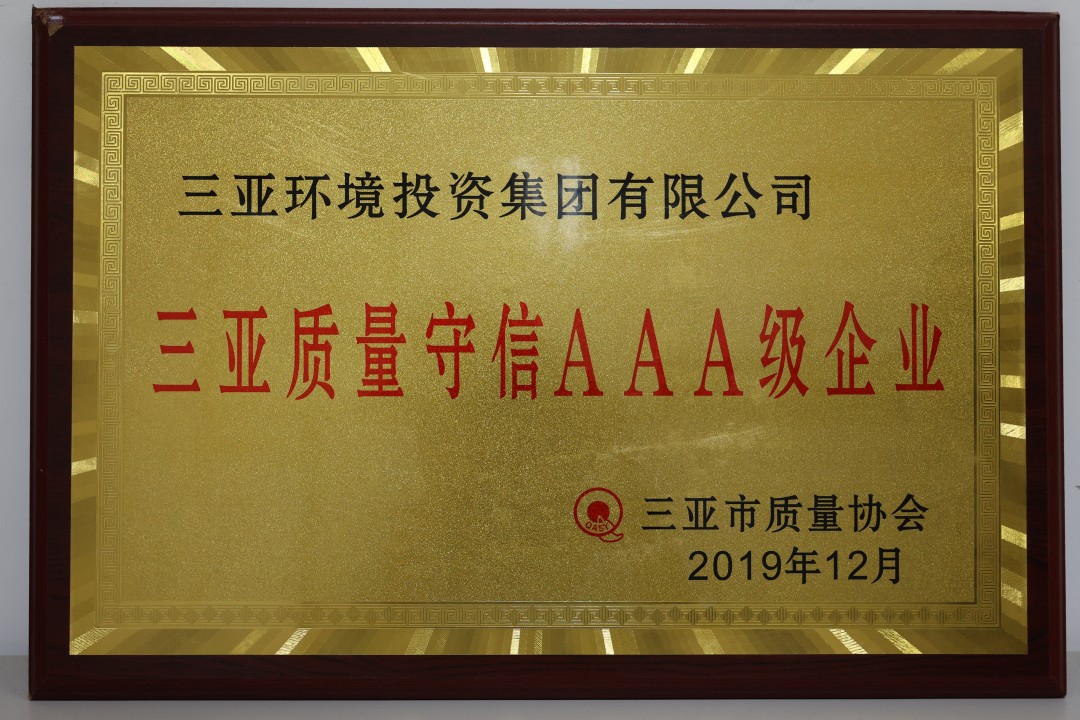 三亚环境投资集团有限公司
三亚质量守信AAA级企业
QASY
三亚市质量协会
2019年12月